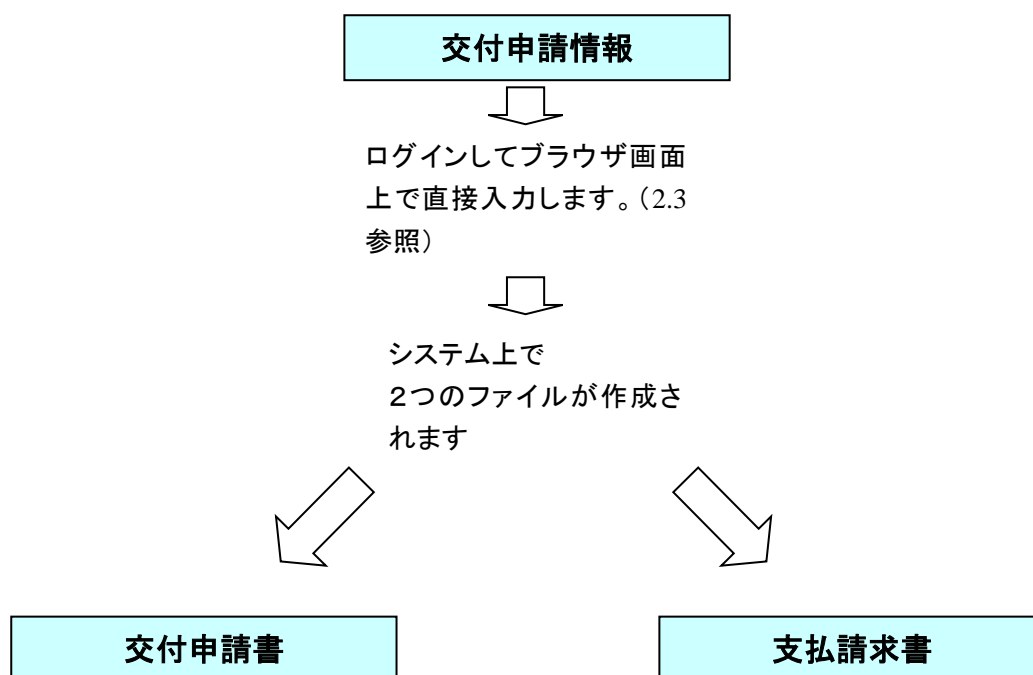 交付申請情報
ログインしてブラウザ画面
上で直接入力します。（2.3
参照）
システム上で
２つのファイルが作成さ
れます
交付申請書
支払請求書